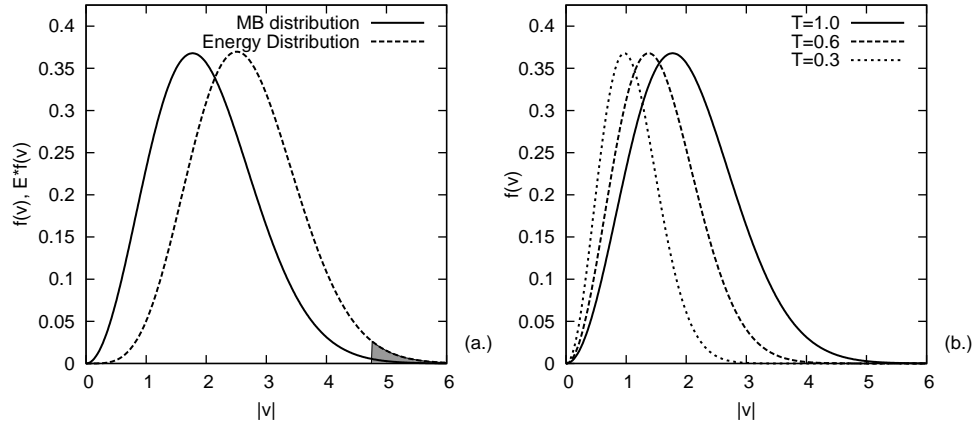 MB distribution
Energy Distribution
0.4
0.35
0.3
0.25
0.2
0.15
0.1
0.05
0
f(v), E*f(v)
0 1 2 3 4 5 6
|v|
(a.)
T=1.0
T=0.6
T=0.3
0.4
0.35
0.3
0.25
0.2
0.15
0.1
0.05
0
f(v)
0 1 2 3 4 5 6
|v|
(b.)